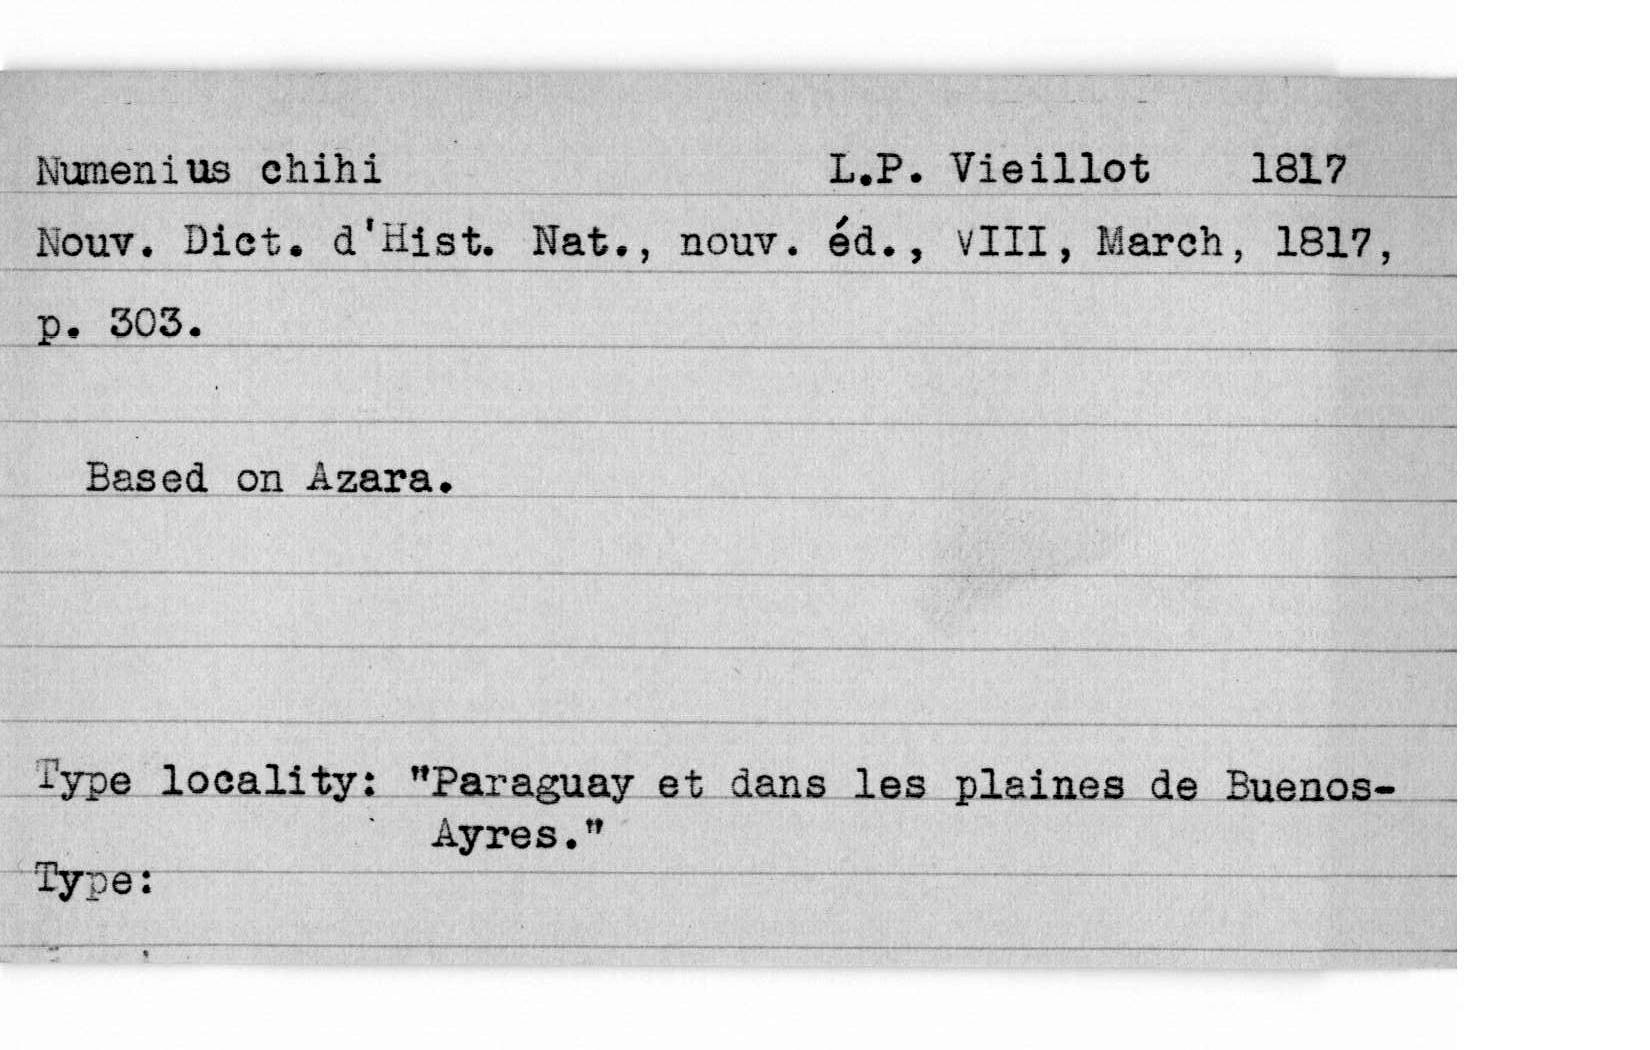 Numenius chihi L.P. Vieillot 1817
Nouv. Dict. d'Hist. Nat., nouv. éd., VIII, March, 1817,
p. 303.
Based on Azara.
Type locality: "Paraguay et dans les plaines de Buenos-
Ayres."
Type: